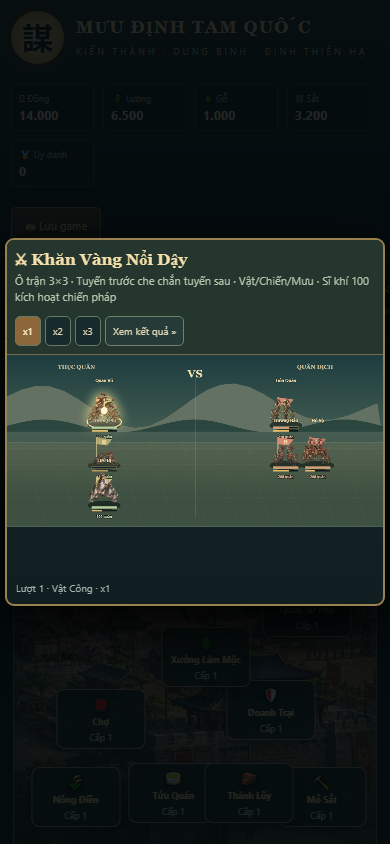 謀
MƯU ĐỊNH TAM QUỐC
KIẾN THÀNH · DỤNG BINH · ĐỊNH THIÊN HẠ
Đồng
14.000
Lương
6.500
Gỗ
1.000
Sắt
3.200
Uy danh
0
Lưu game
⚔ Khăn Vàng Nổi Dậy
Ô trận 3×3 · Tuyến trước che chắn tuyến sau · Vật/Chiến/Mưu · Sĩ khí 100
kích hoạt chiến pháp
x1
x2
x3
Xem kết quả »
THỤC QUÂN
VS
QUÂN ĐỊCH
Quan Vũ
Lượt 1 · Vật Công · x1
Cấp 1
Xưởng Lâm Mộc
Cấp 1
Chợ
Cấp 1
Doanh Trại
Cấp 1
Nông Điền
Cấp 1
Tửu Quán
Cấp 1
Thành Lũy
Cấp 1
Mỏ Sắt
Cấp 1